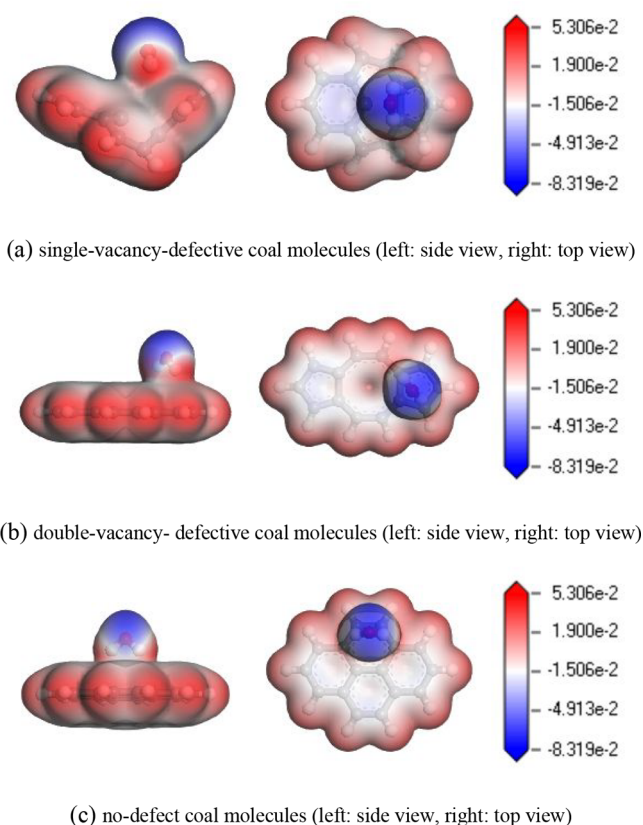 5.306e-2
1.900e-2
-1.506e-2
-4.913e-2
-8.319e-2
(a) single-vacancy-defective coal molecules (left: side view, right: top view)
5.306e-2
1.900e-2
-1.506e-2
-4.913e-2
-8.319e-2
(b) double-vacancy- defective coal molecules (left: side view, right: top view)
5.306e-2
1.900e-2
-1.506e-2
-4.913e-2
-8.319e-2
(c) no-defect coal molecules (left: side view, right: top view)